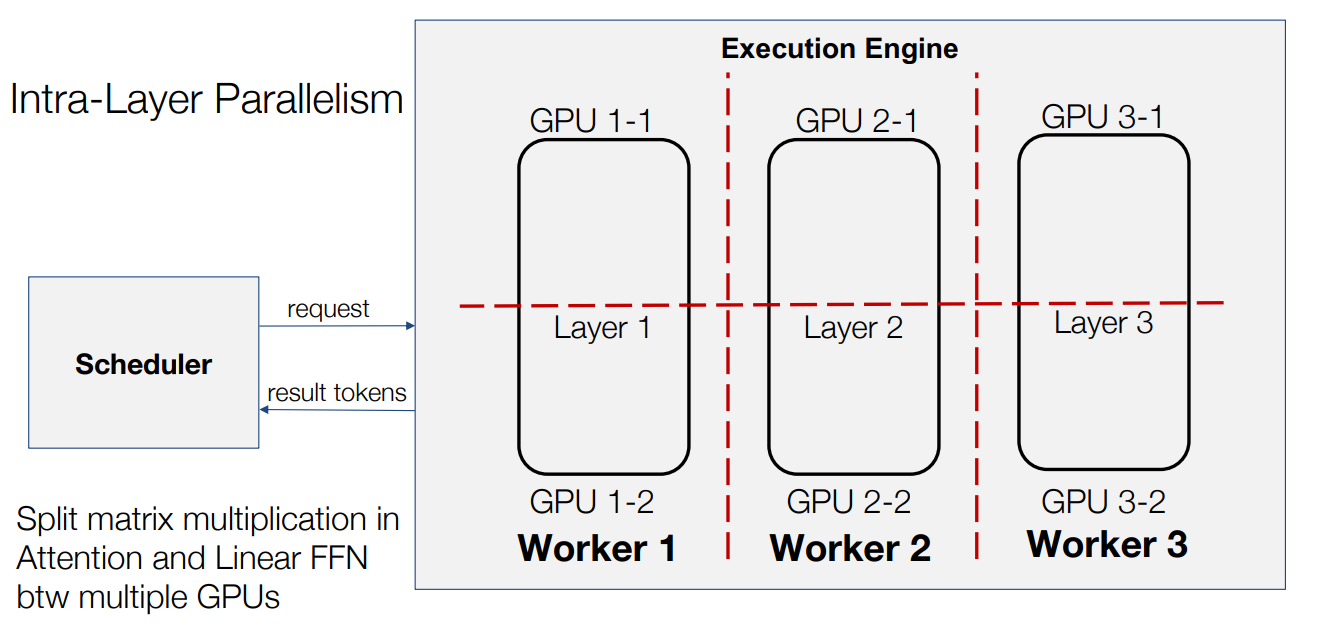 Execution Engine
Intra-Layer Parallelism
GPU 1-1
GPU 2-1
GPU 3-1
request
Scheduler
result tokens
Layer 1
Layer 2
Layer 3
GPU 1-2
GPU 2-2
GPU 3-2
Worker 1
Worker 2
Worker 3
Split matrix multiplication in
Attention and Linear FFN
btw multiple GPUs